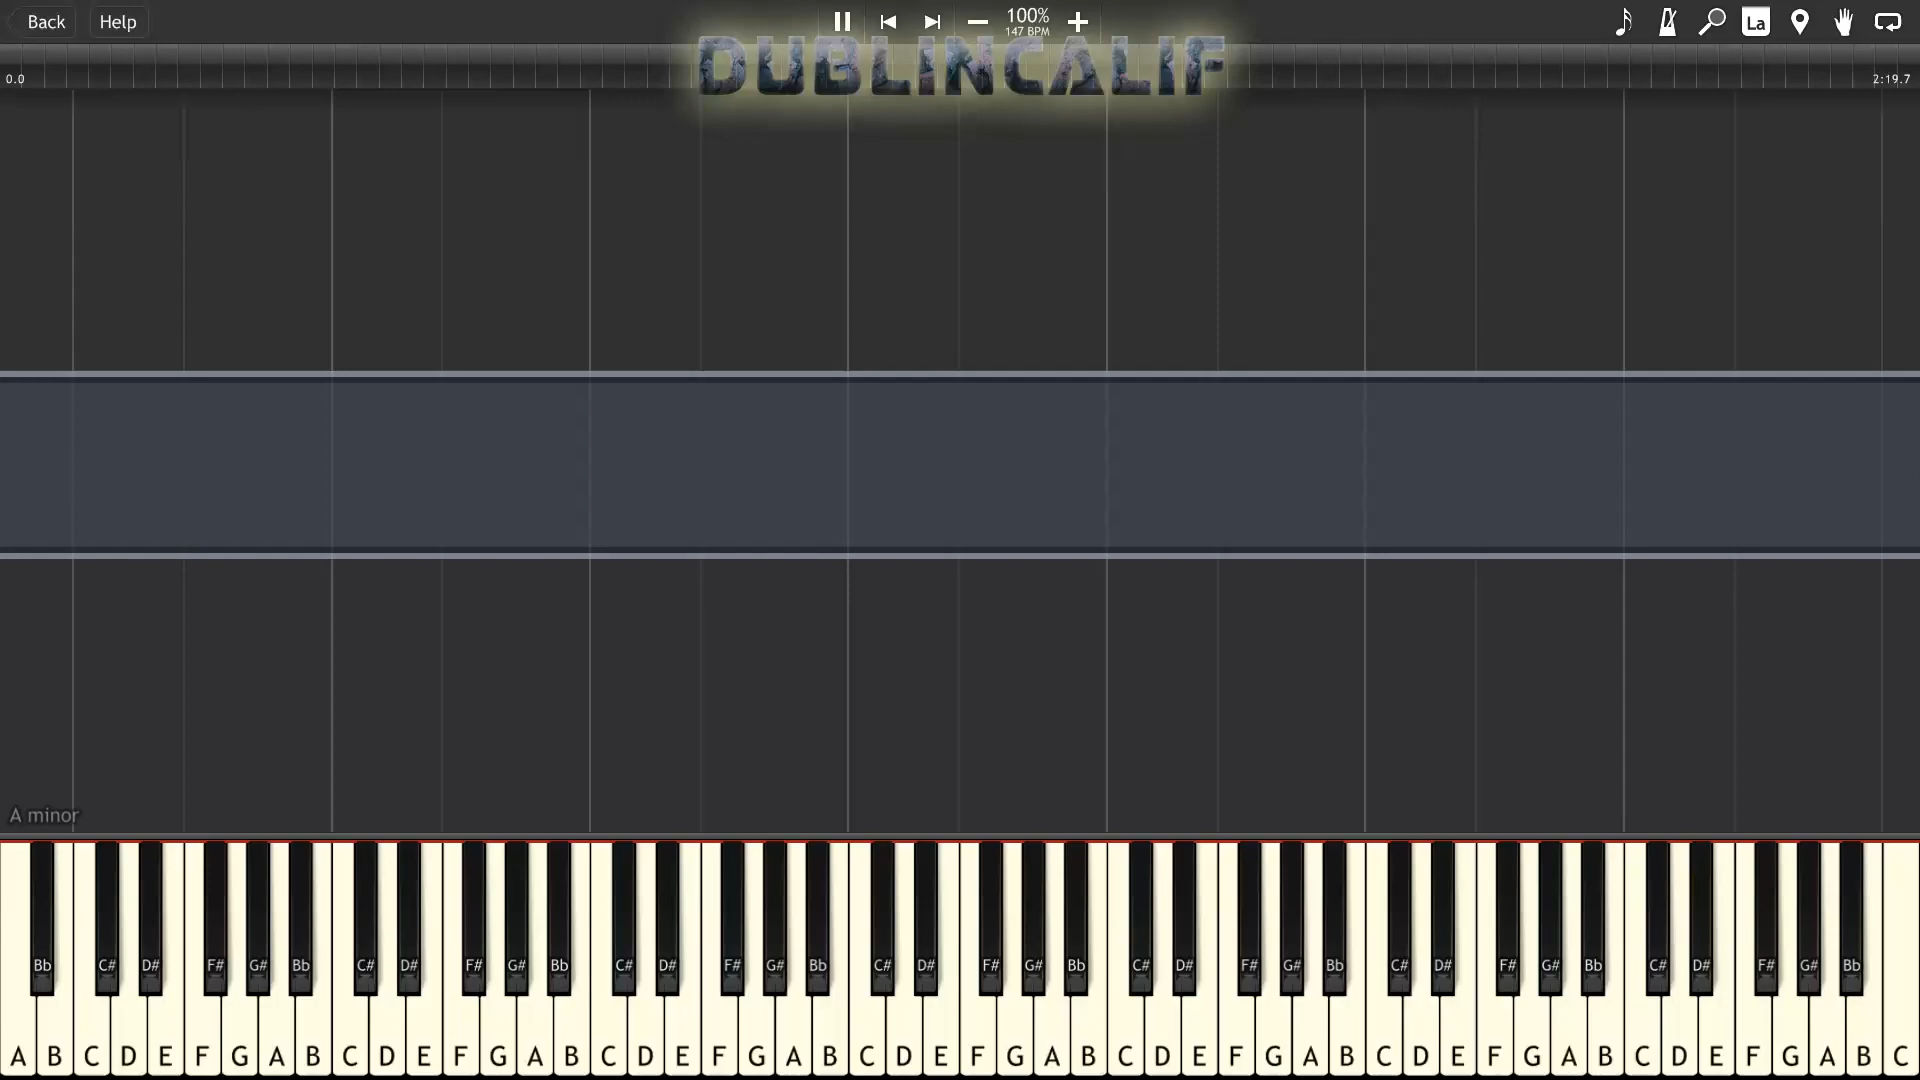 Back Help 100% La
147 BPM
DUBLINCALIF
0.0 2:19.7
A minor
Bb C# D# F# G# Bb C# D# F# G# Bb C# D# F# G# Bb C# D# F# G# Bb C# D# F# G# Bb C# D# F# G# Bb C# D# F# G# Bb
A B C D E F G A B C D E F G A B C D E F G A B C D E F G A B C D E F G A B C D E F G A B C D E F G A B C